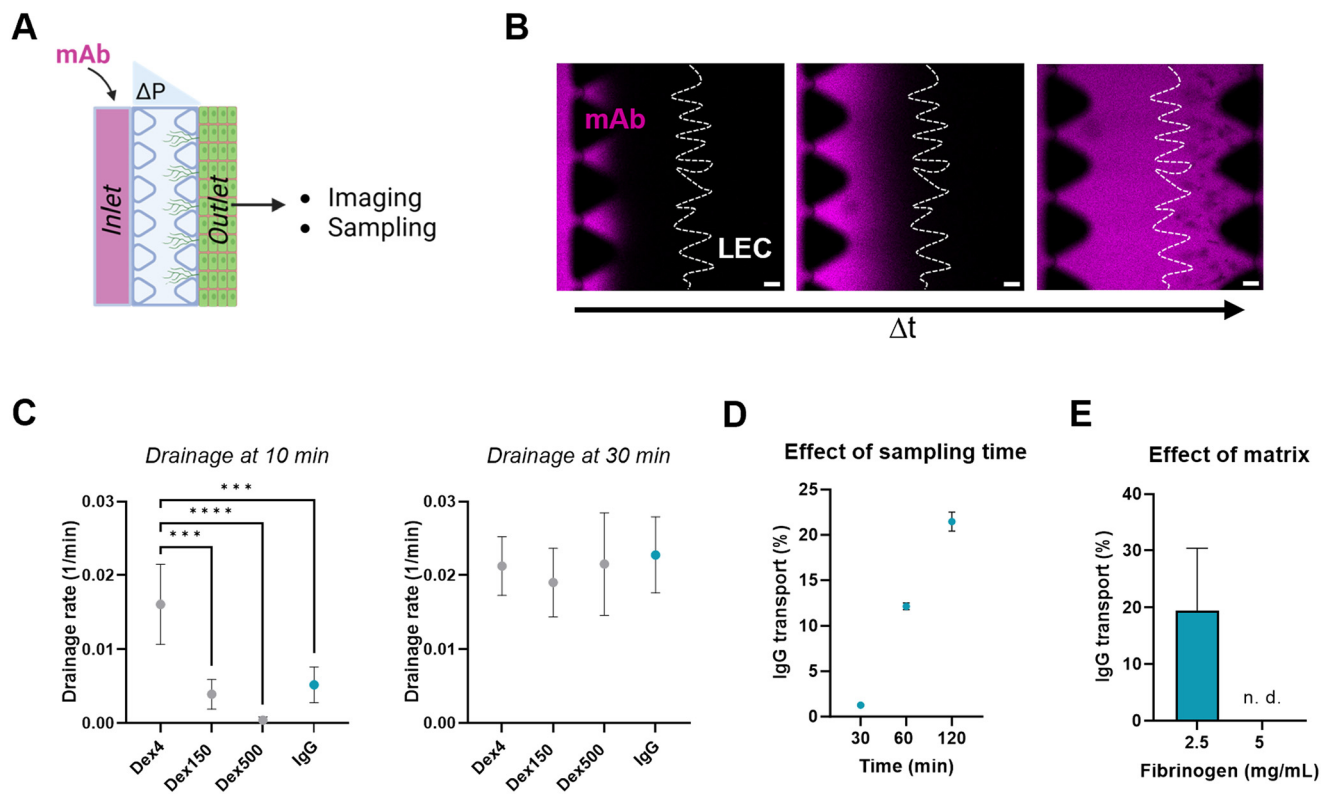 A
mAb
ΔP
Inlet
Outlet
• Imaging
• Sampling
B
mAb
LEC
Δt
C
Drainage at 10 min
Drainage rate (1/min)
0.03
0.02
0.01
0.00
***
****
***
Dex4
Dex150
Dex500
IgG
Drainage at 30 min
Drainage rate (1/min)
0.03
0.02
0.01
0.00
Dex4
Dex150
Dex500
IgG
D
Effect of sampling time
IgG transport (%)
25
20
15
10
5
0
30 60 120
Time (min)
E
Effect of matrix
IgG transport (%)
40
30
20
10
0
n. d.
2.5 5
Fibrinogen (mg/mL)